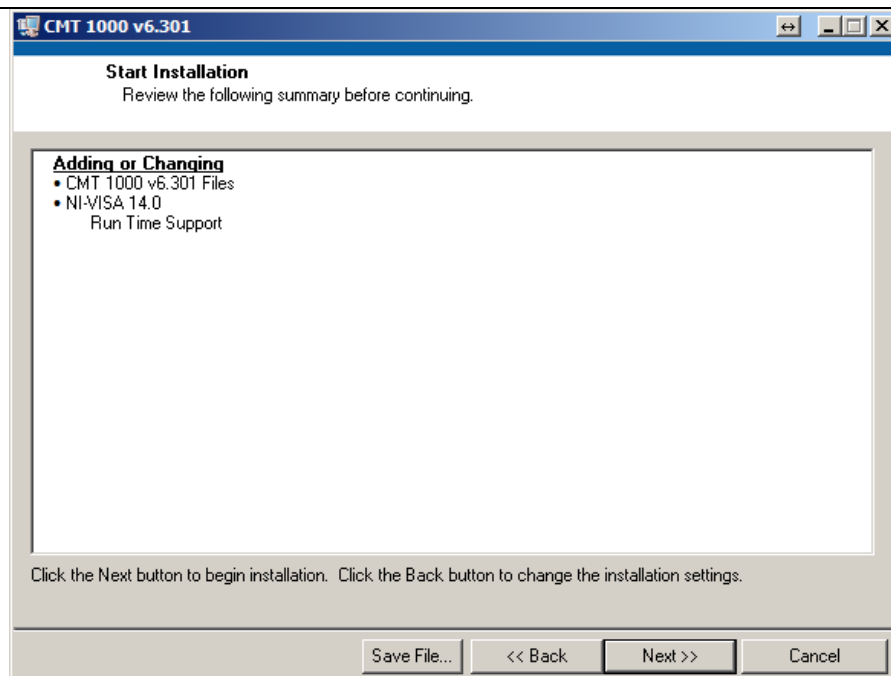 CMT 1000 v6.301
Start Installation
Review the following summary before continuing.
Adding or Changing
• CMT 1000 v6.301 Files
• NI-VISA 14.0
Run Time Support
Click the Next button to begin installation.  Click the Back button to change the installation settings.
Save File...
<< Back
Next >>
Cancel